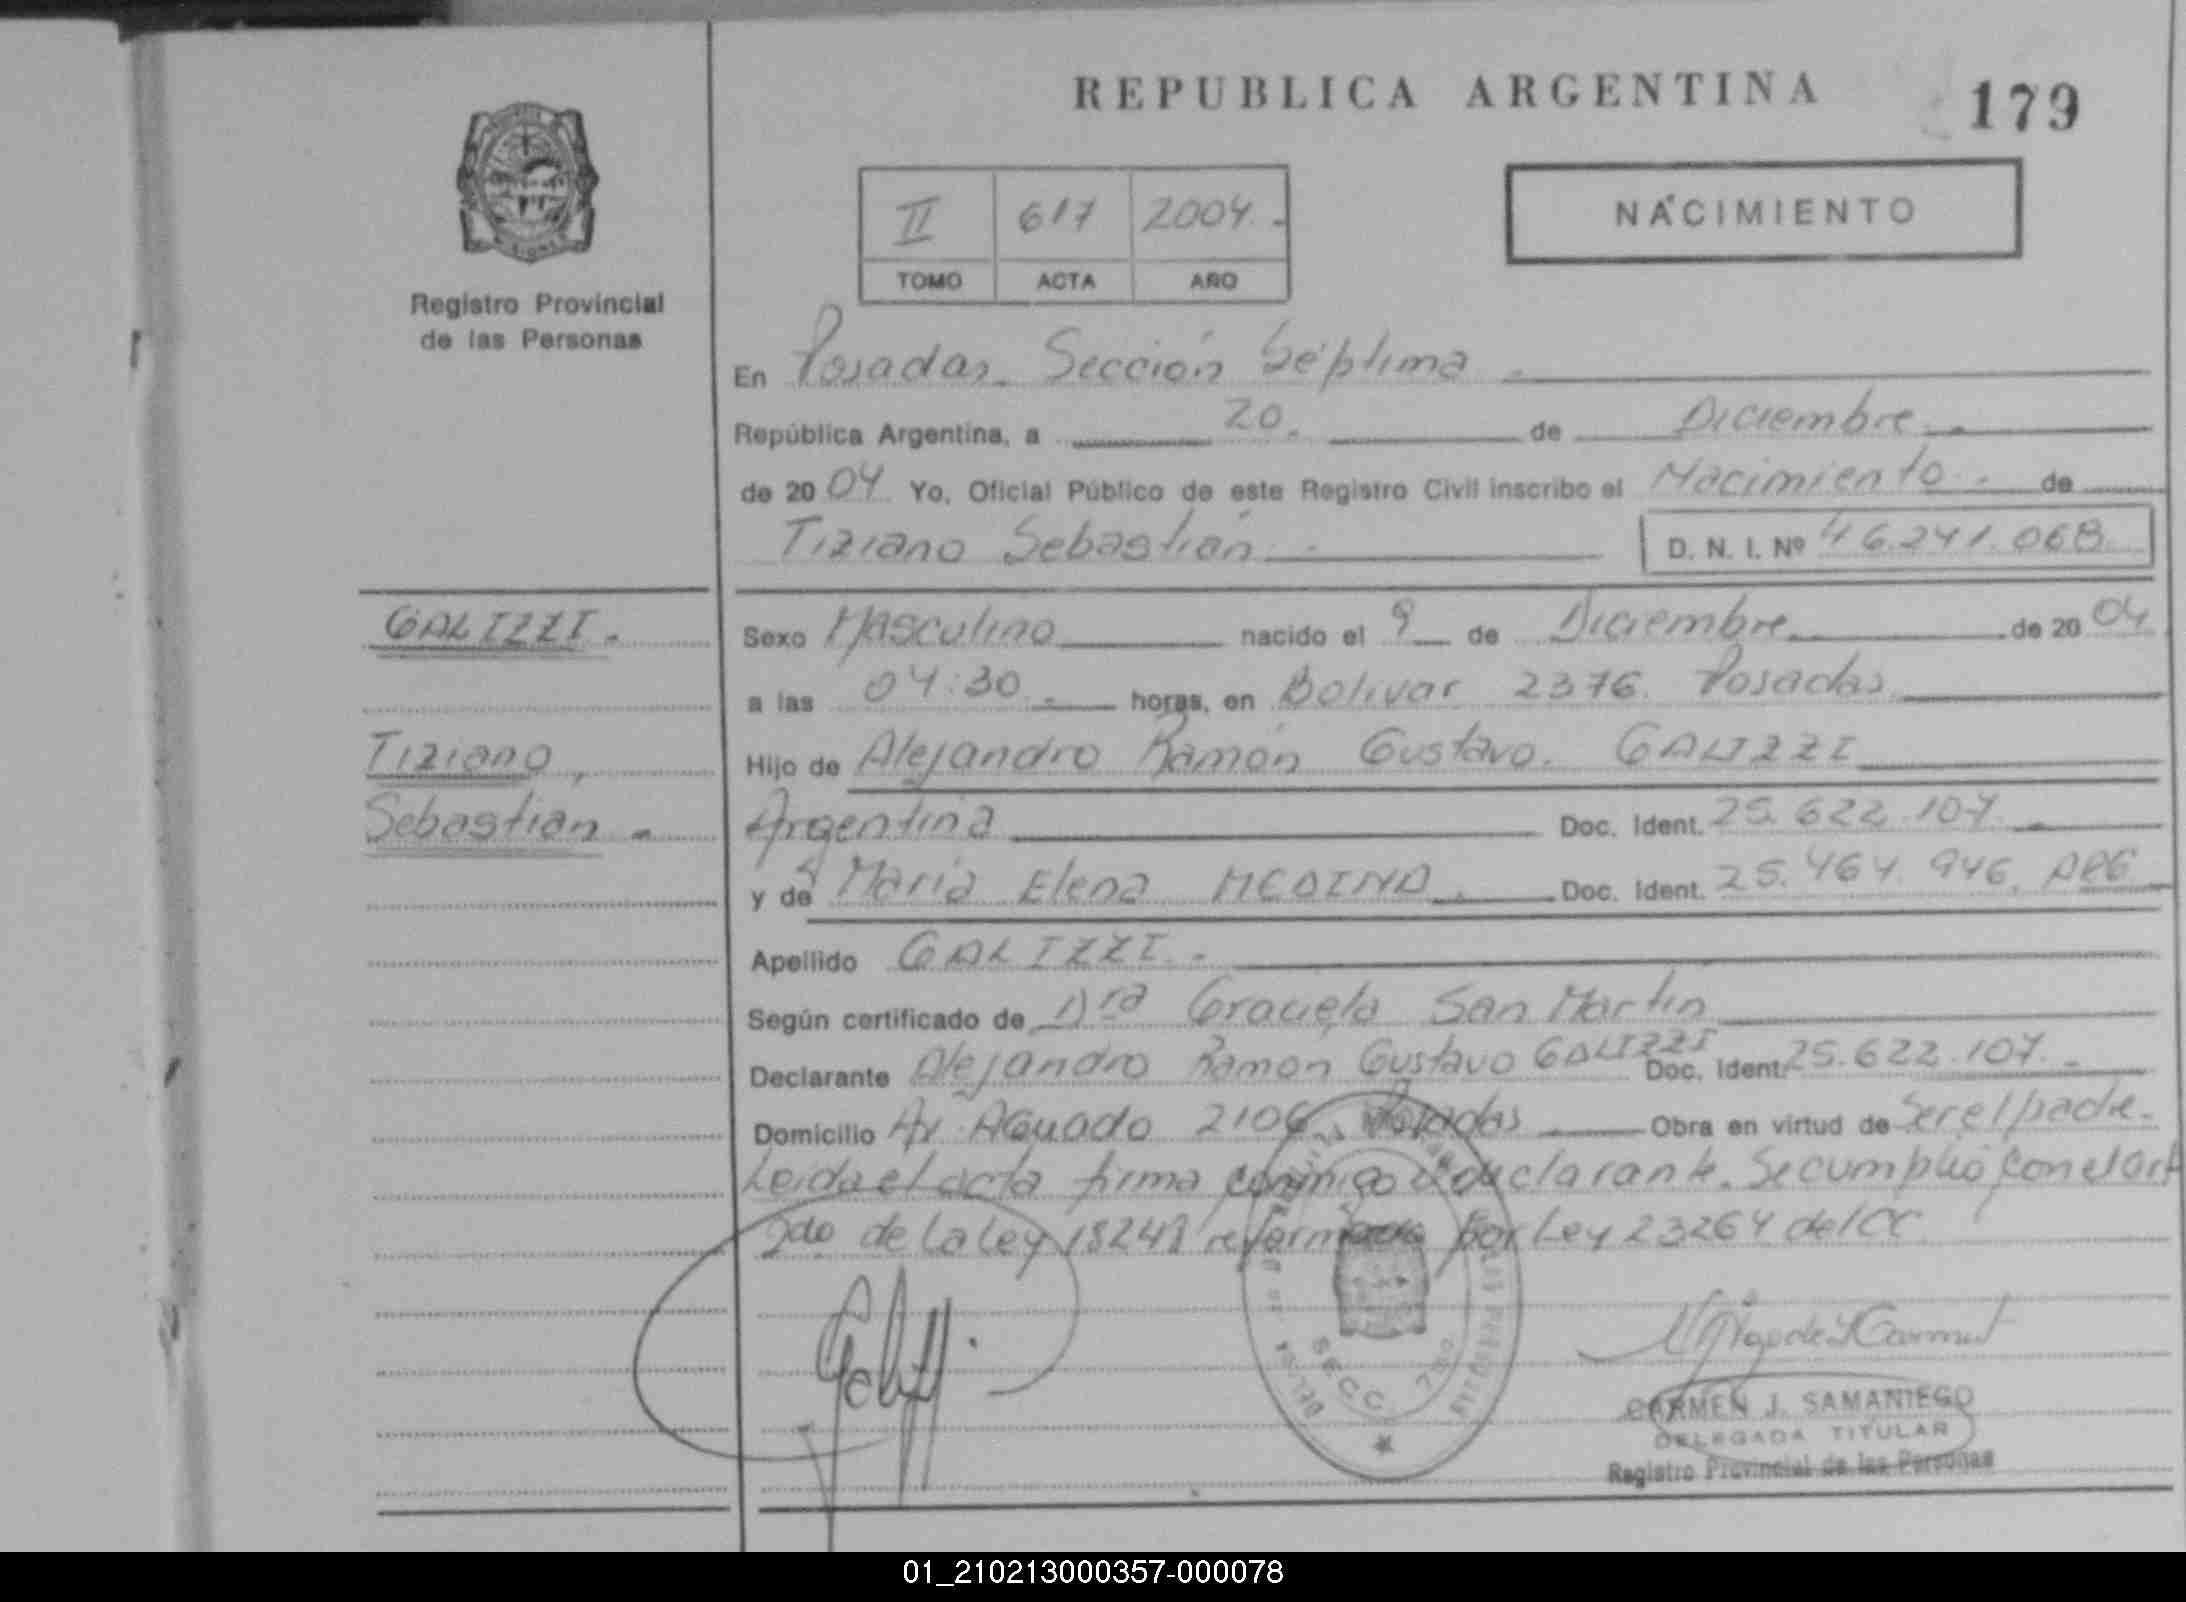 REPUBLICA ARGENTINA
179
II 617 2004.-
TOMO ACTA AÑO
NACIMIENTO
Registro Provincial
de las Personas
En Posadas. Sección Séptima.
República Argentina, a 20. de Diciembre.
de 2004 Yo, Oficial Público de este Registro Civil inscribo el Nacimiento. de
Tiziano Sebastián.- D. N. I. Nº 46.241.068.
GALIZZI.
Sexo Masculino nacido el 9 de Diciembre de 2004
a las 04:30.- horas, en Bolivar 2376. Posadas
Tiziano,
Hijo de Alejandro Ramón Gustavo. GALIZZI
Sebastián -
Argentina Doc. Ident. 25.622.107.
y de María Elena MEDINA. Doc. Ident. 25.464.946. ARG
Apellido GALIZZI.-
Según certificado de Dra Graciela San Martin
Declarante Alejandro Ramon Gustavo GALIZZI Doc. Ident. 25.622.107.-
Domicilio Av. Aguado 2106 Posadas Obra en virtud de ser el padre.
Leida el acta firma conmigo el declarante. Se cumplió con el art
2do de la Ley 18248 reformada por Ley 23264 del CC
SECC. 7
CARMEN J. SAMANIEGO
DELEGADA TITULAR
Registro Provincial de las Personas
01_210213000357-000078